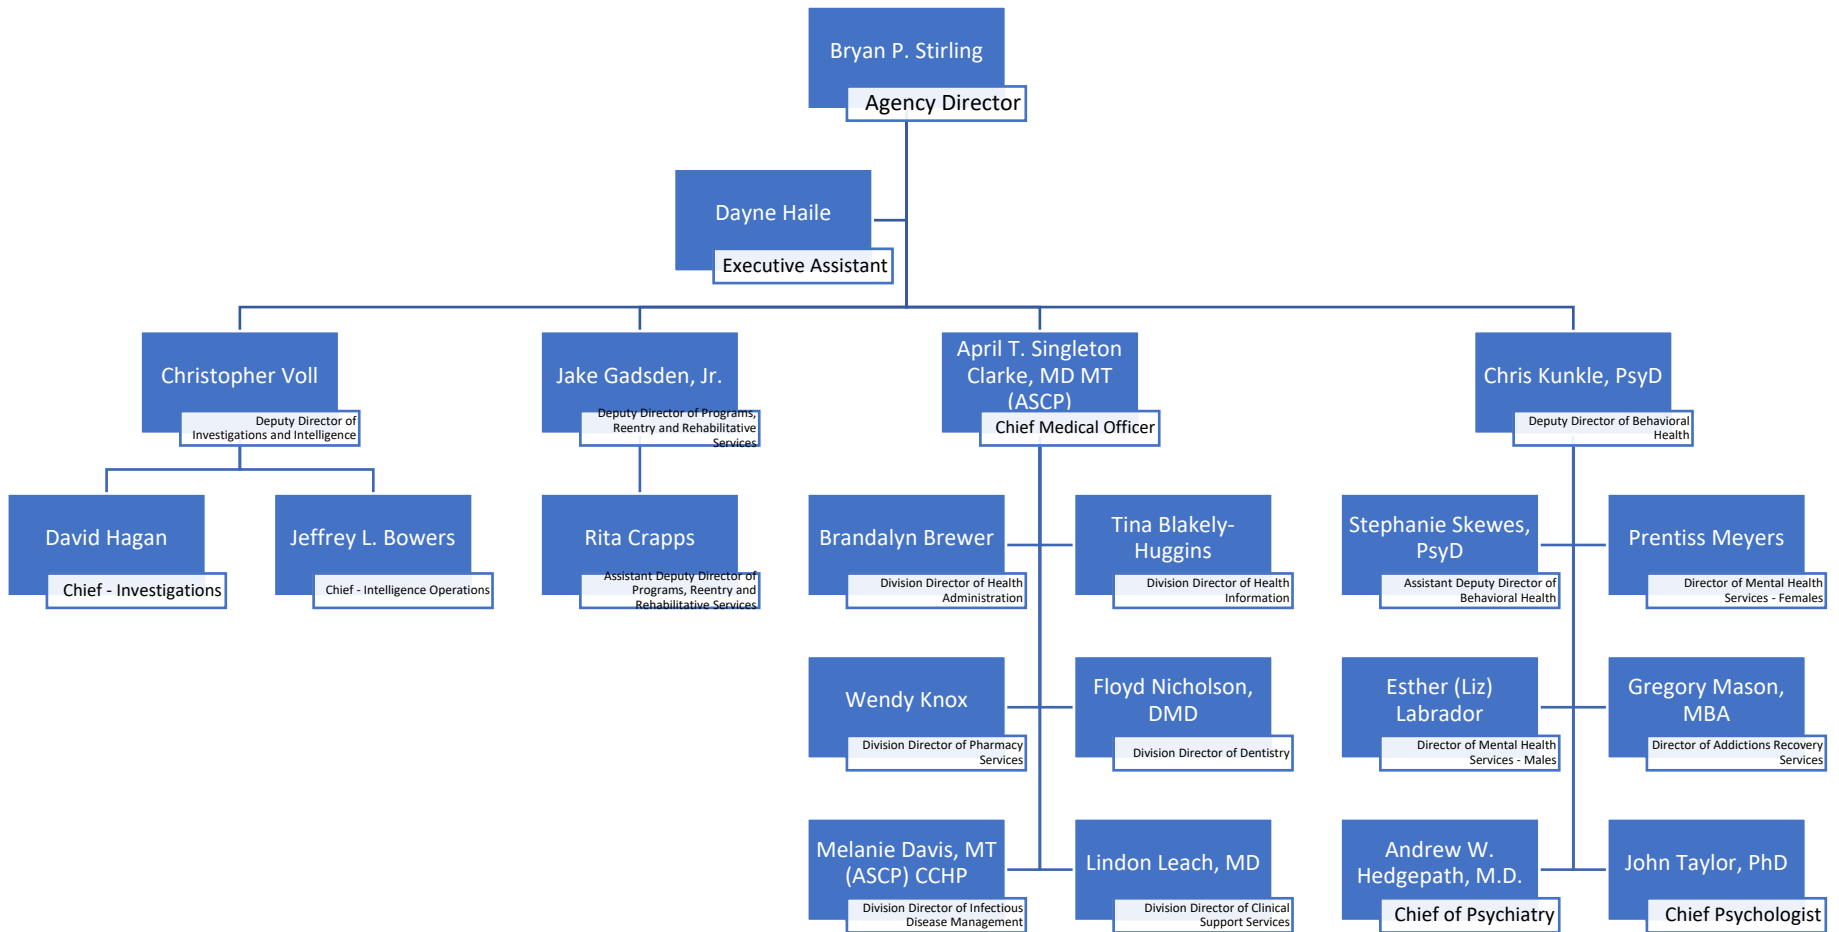 Bryan P. Stirling
Agency Director
Dayne Haile
Executive Assistant
Christopher Voll
Deputy Director of
Investigations and Intelligence
Jake Gadsden, Jr.
Deputy Director of Programs,
Reentry and Rehabilitative
Services
April T. Singleton
Clarke, MD MT
(ASCP)
Chief Medical Officer
Chris Kunkle, PsyD
Deputy Director of Behavioral
Health
David Hagan
Chief - Investigations
Jeffrey L. Bowers
Chief - Intelligence Operations
Rita Crapps
Assistant Deputy Director of
Programs, Reentry and
Rehabilitative Services
Brandalyn Brewer
Division Director of Health
Administration
Tina Blakely-
Huggins
Division Director of Health
Information
Stephanie Skewes,
PsyD
Assistant Deputy Director of
Behavioral Health
Prentiss Meyers
Director of Mental Health
Services - Females
Wendy Knox
Division Director of Pharmacy
Services
Floyd Nicholson,
DMD
Division Director of Dentistry
Esther (Liz)
Labrador
Director of Mental Health
Services - Males
Gregory Mason,
MBA
Director of Addictions Recovery
Services
Melanie Davis, MT
(ASCP) CCHP
Division Director of Infectious
Disease Management
Lindon Leach, MD
Division Director of Clinical
Support Services
Andrew W.
Hedgepath, M.D.
Chief of Psychiatry
John Taylor, PhD
Chief Psychologist